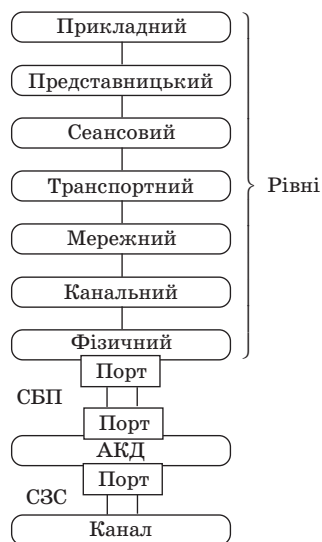 Прикладний
Представницький
Сеансовий
Транспортний
Рівні
Мережний
Канальний
Фізичний
Порт
СБП
Порт
АКД
Порт
СЗС
Канал